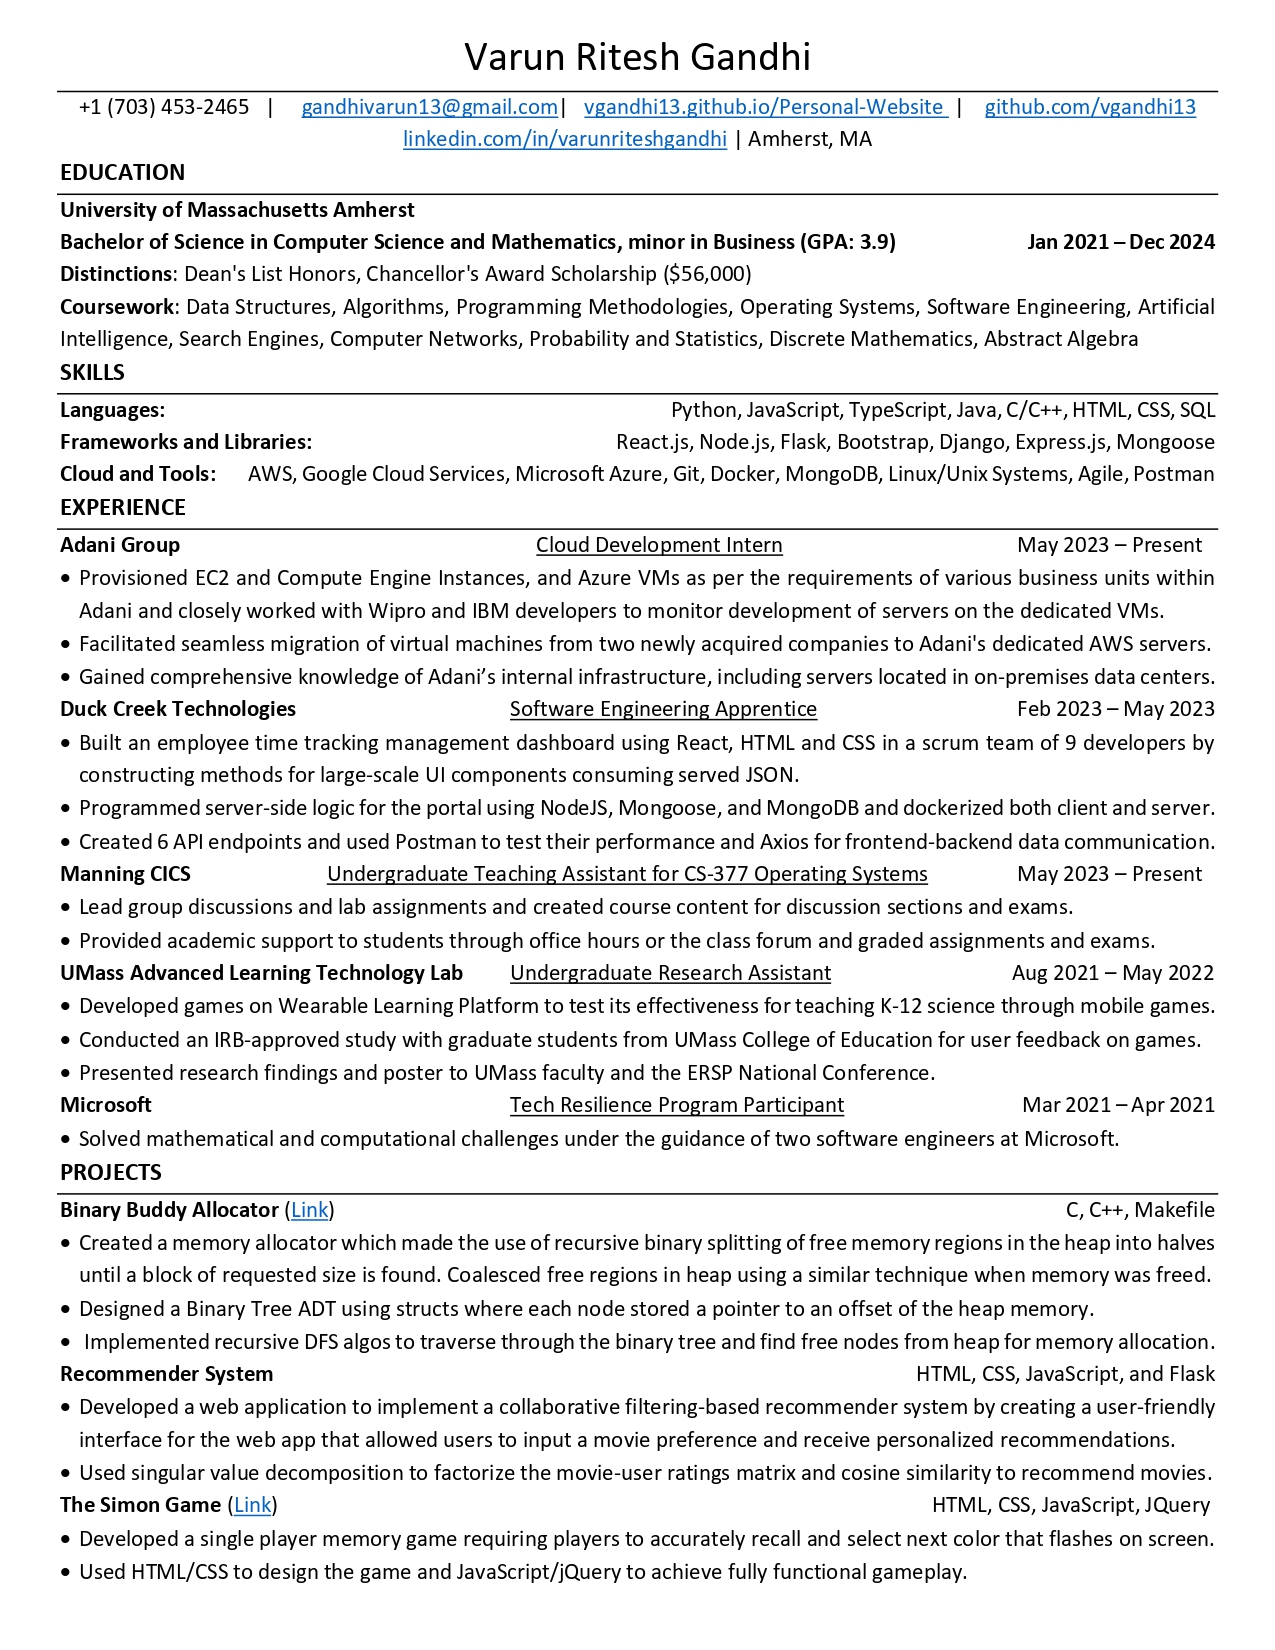 Varun Ritesh Gandhi
+1 (703) 453-2465 | gandhivarun13@gmail.com| vgandhi13.github.io/Personal-Website | github.com/vgandhi13
linkedin.com/in/varunriteshgandhi | Amherst, MA
EDUCATION
University of Massachusetts Amherst
Bachelor of Science in Computer Science and Mathematics, minor in Business (GPA: 3.9) Jan 2021 – Dec 2024
Distinctions: Dean's List Honors, Chancellor's Award Scholarship ($56,000)
Coursework: Data Structures, Algorithms, Programming Methodologies, Operating Systems, Software Engineering, Artificial
Intelligence, Search Engines, Computer Networks, Probability and Statistics, Discrete Mathematics, Abstract Algebra
SKILLS
Languages: Python, JavaScript, TypeScript, Java, C/C++, HTML, CSS, SQL
Frameworks and Libraries: React.js, Node.js, Flask, Bootstrap, Django, Express.js, Mongoose
Cloud and Tools: AWS, Google Cloud Services, Microsoft Azure, Git, Docker, MongoDB, Linux/Unix Systems, Agile, Postman
EXPERIENCE
Adani Group Cloud Development Intern May 2023 – Present
• Provisioned EC2 and Compute Engine Instances, and Azure VMs as per the requirements of various business units within
Adani and closely worked with Wipro and IBM developers to monitor development of servers on the dedicated VMs.
• Facilitated seamless migration of virtual machines from two newly acquired companies to Adani's dedicated AWS servers.
• Gained comprehensive knowledge of Adani’s internal infrastructure, including servers located in on-premises data centers.
Duck Creek Technologies Software Engineering Apprentice Feb 2023 – May 2023
• Built an employee time tracking management dashboard using React, HTML and CSS in a scrum team of 9 developers by
constructing methods for large-scale UI components consuming served JSON.
• Programmed server-side logic for the portal using NodeJS, Mongoose, and MongoDB and dockerized both client and server.
• Created 6 API endpoints and used Postman to test their performance and Axios for frontend-backend data communication.
Manning CICS Undergraduate Teaching Assistant for CS-377 Operating Systems May 2023 – Present
• Lead group discussions and lab assignments and created course content for discussion sections and exams.
• Provided academic support to students through office hours or the class forum and graded assignments and exams.
UMass Advanced Learning Technology Lab Undergraduate Research Assistant Aug 2021 – May 2022
• Developed games on Wearable Learning Platform to test its effectiveness for teaching K-12 science through mobile games.
• Conducted an IRB-approved study with graduate students from UMass College of Education for user feedback on games.
• Presented research findings and poster to UMass faculty and the ERSP National Conference.
Microsoft Tech Resilience Program Participant Mar 2021 – Apr 2021
• Solved mathematical and computational challenges under the guidance of two software engineers at Microsoft.
PROJECTS
Binary Buddy Allocator (Link) C, C++, Makefile
• Created a memory allocator which made the use of recursive binary splitting of free memory regions in the heap into halves
until a block of requested size is found. Coalesced free regions in heap using a similar technique when memory was freed.
• Designed a Binary Tree ADT using structs where each node stored a pointer to an offset of the heap memory.
• Implemented recursive DFS algos to traverse through the binary tree and find free nodes from heap for memory allocation.
Recommender System HTML, CSS, JavaScript, and Flask
• Developed a web application to implement a collaborative filtering-based recommender system by creating a user-friendly
interface for the web app that allowed users to input a movie preference and receive personalized recommendations.
• Used singular value decomposition to factorize the movie-user ratings matrix and cosine similarity to recommend movies.
The Simon Game (Link) HTML, CSS, JavaScript, JQuery
• Developed a single player memory game requiring players to accurately recall and select next color that flashes on screen.
• Used HTML/CSS to design the game and JavaScript/jQuery to achieve fully functional gameplay.